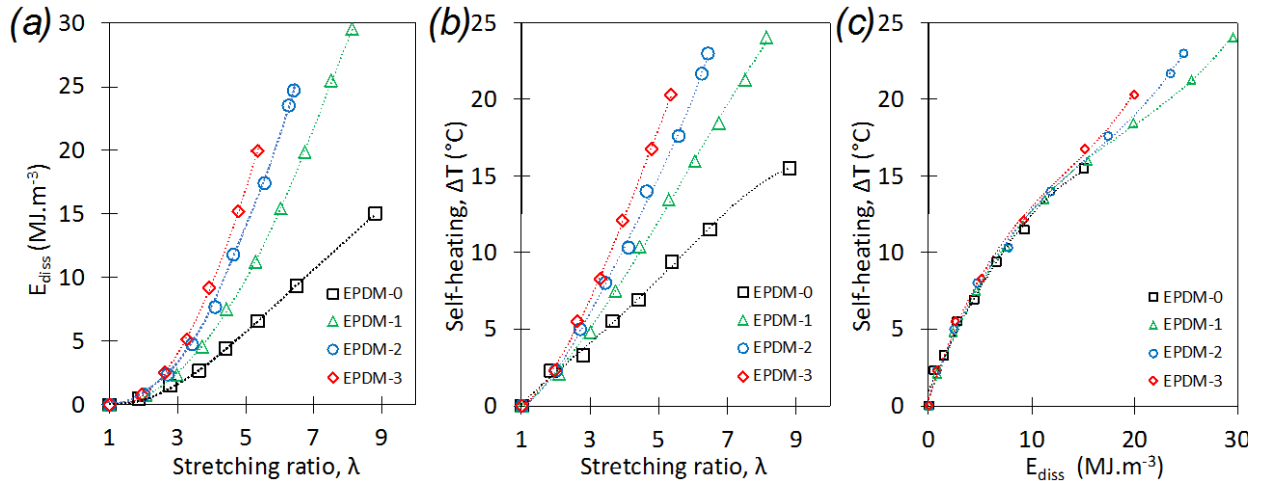 (a)
30
25
20
15
10
5
0
E_diss (MJ.m⁻³)
1 3 5 7 9
Stretching ratio, λ
EPDM-0
EPDM-1
EPDM-2
EPDM-3
(b)
25
20
15
10
5
0
Self-heating, ΔT (°C)
1 3 5 7 9
Stretching ratio, λ
EPDM-0
EPDM-1
EPDM-2
EPDM-3
(c)
25
20
15
10
5
0
Self-heating, ΔT (°C)
0 10 20 30
E_diss (MJ.m⁻³)
EPDM-0
EPDM-1
EPDM-2
EPDM-3